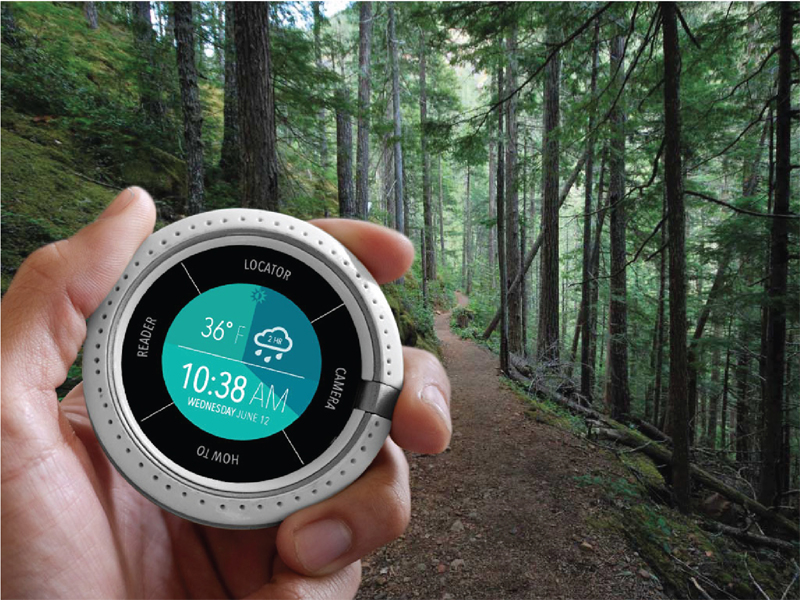 LOCATOR
READER
CAMERA
HOW TO
36° F
2 HR
10:38 AM
WEDNESDAY JUNE 12